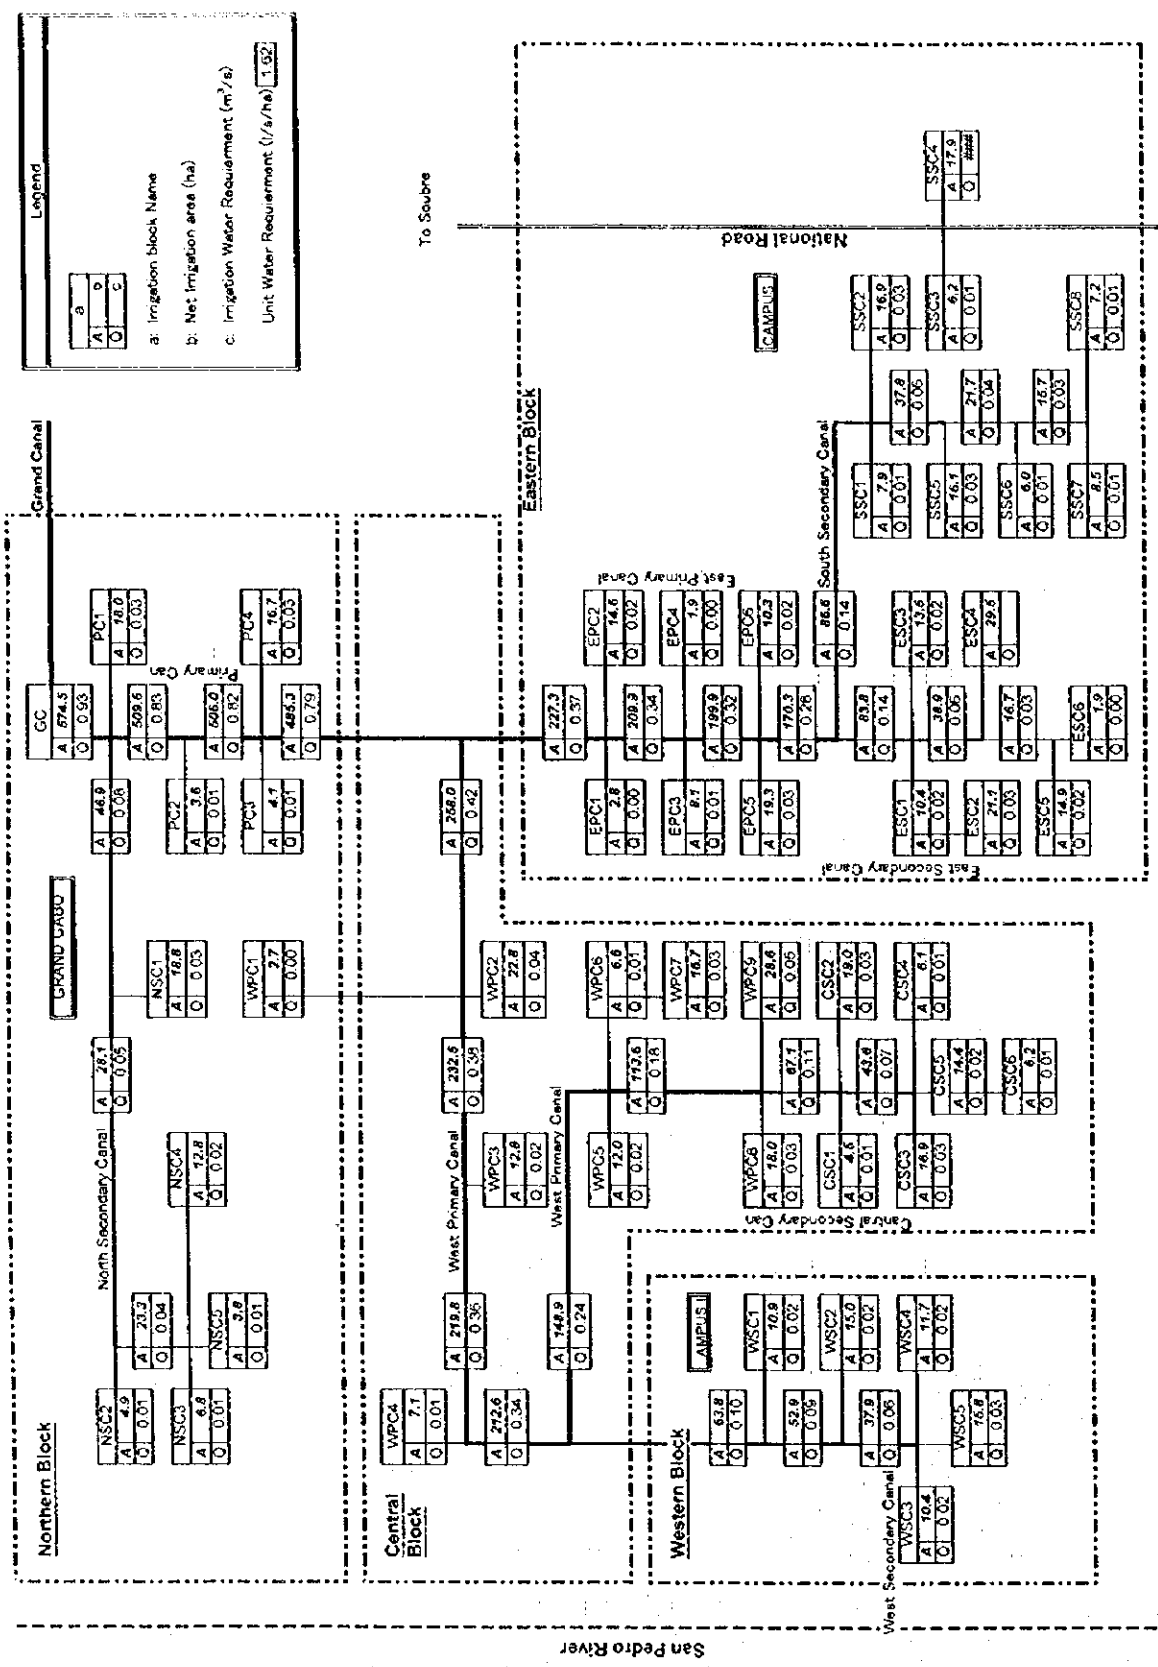 Legend
a
A b
Q c
a: Irrigation block Name
b: Net Irrigation area (ha)
c: Irrigation Water Requierment (m³/s)
Unit Water Requierment (l/s/ha) 1.62
Grand Canal
To Soubre
National Road
San Pedro River
Northern Block
GRAND GABO
Primary Can
North Secondary Canal
GC
A 574.5
Q 0.93
PC1
A 18.0
Q 0.03
A 46.9
Q 0.08
A 509.6
Q 0.83
PC2
A 3.6
Q 0.01
A 506.0
Q 0.82
PC3
A 4.1
Q 0.01
PC4
A 16.7
Q 0.03
A 485.3
Q 0.79
NSC1
A 18.8
Q 0.03
A 28.1
Q 0.05
NSC2
A 4.9
Q 0.01
A 23.3
Q 0.04
NSC3
A 6.8
Q 0.01
NSC4
A 12.8
Q 0.02
NSC5
A 3.8
Q 0.01
WPC1
A 2.7
Q 0.00
Central
Block
West Primary Canal
A 258.0
Q 0.42
WPC2
A 22.8
Q 0.04
A 232.5
Q 0.38
WPC3
A 12.8
Q 0.02
A 219.8
Q 0.36
WPC4
A 7.1
Q 0.01
A 212.6
Q 0.34
A 148.9
Q 0.24
West Primary Canal
WPC5
A 12.0
Q 0.02
WPC6
A 6.6
Q 0.01
WPC7
A 16.7
Q 0.03
A 113.6
Q 0.18
WPC8
A 18.0
Q 0.03
WPC9
A 28.6
Q 0.05
A 67.1
Q 0.11
CSC1
A 4.5
Q 0.01
CSC2
A 19.0
Q 0.03
A 43.6
Q 0.07
CSC3
A 16.9
Q 0.03
CSC4
A 6.1
Q 0.01
CSC5
A 14.4
Q 0.02
CSC6
A 6.2
Q 0.01
Central Secondary Can
Western Block
AMPUS I
A 63.8
Q 0.10
WSC1
A 10.9
Q 0.02
A 52.9
Q 0.09
WSC2
A 15.0
Q 0.02
A 37.9
Q 0.06
WSC3
A 10.4
Q 0.02
WSC4
A 11.7
Q 0.02
WSC5
A 15.8
Q 0.03
West Secondary Canal
Eastern Block
CAMPUS
East Primary Canal
A 227.3
Q 0.37
EPC1
A 2.8
Q 0.00
EPC2
A 14.6
Q 0.02
A 209.9
Q 0.34
EPC3
A 8.1
Q 0.01
EPC4
A 1.9
Q 0.00
A 199.9
Q 0.32
EPC5
A 19.3
Q 0.03
EPC6
A 10.3
Q 0.02
A 170.3
Q 0.28
South Secondary Canal
A 86.6
Q 0.14
A 83.8
Q 0.14
East Secondary Canal
ESC1
A 10.4
Q 0.02
ESC2
A 21.1
Q 0.03
ESC3
A 13.6
Q 0.02
A 38.9
Q 0.06
ESC4
A 29.5
Q
A 16.7
Q 0.03
ESC5
A 14.9
Q 0.02
ESC6
A 1.9
Q 0.00
SSC1
A 7.9
Q 0.01
SSC2
A 16.9
Q 0.03
SSC3
A 6.2
Q 0.01
SSC4
A 17.9
Q ###
A 37.8
Q 0.06
SSC5
A 16.1
Q 0.03
A 21.7
Q 0.04
SSC6
A 6.0
Q 0.01
A 15.7
Q 0.03
SSC7
A 8.5
Q 0.01
SSC8
A 7.2
Q 0.01